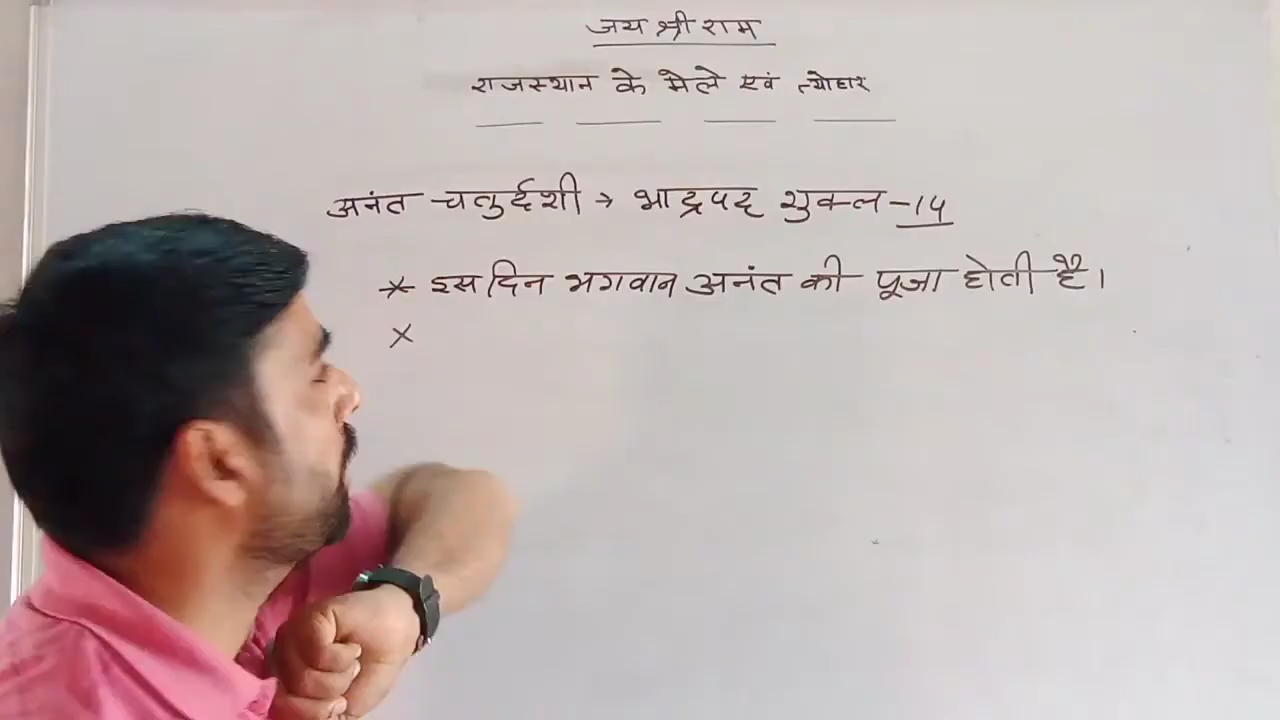 जय श्री राम
राजस्थान के मेले एवं त्योहार
अनंत चतुर्दशी → भाद्रपद शुक्ल - 14
* इस दिन भगवान अनंत की पूजा होती है।
×